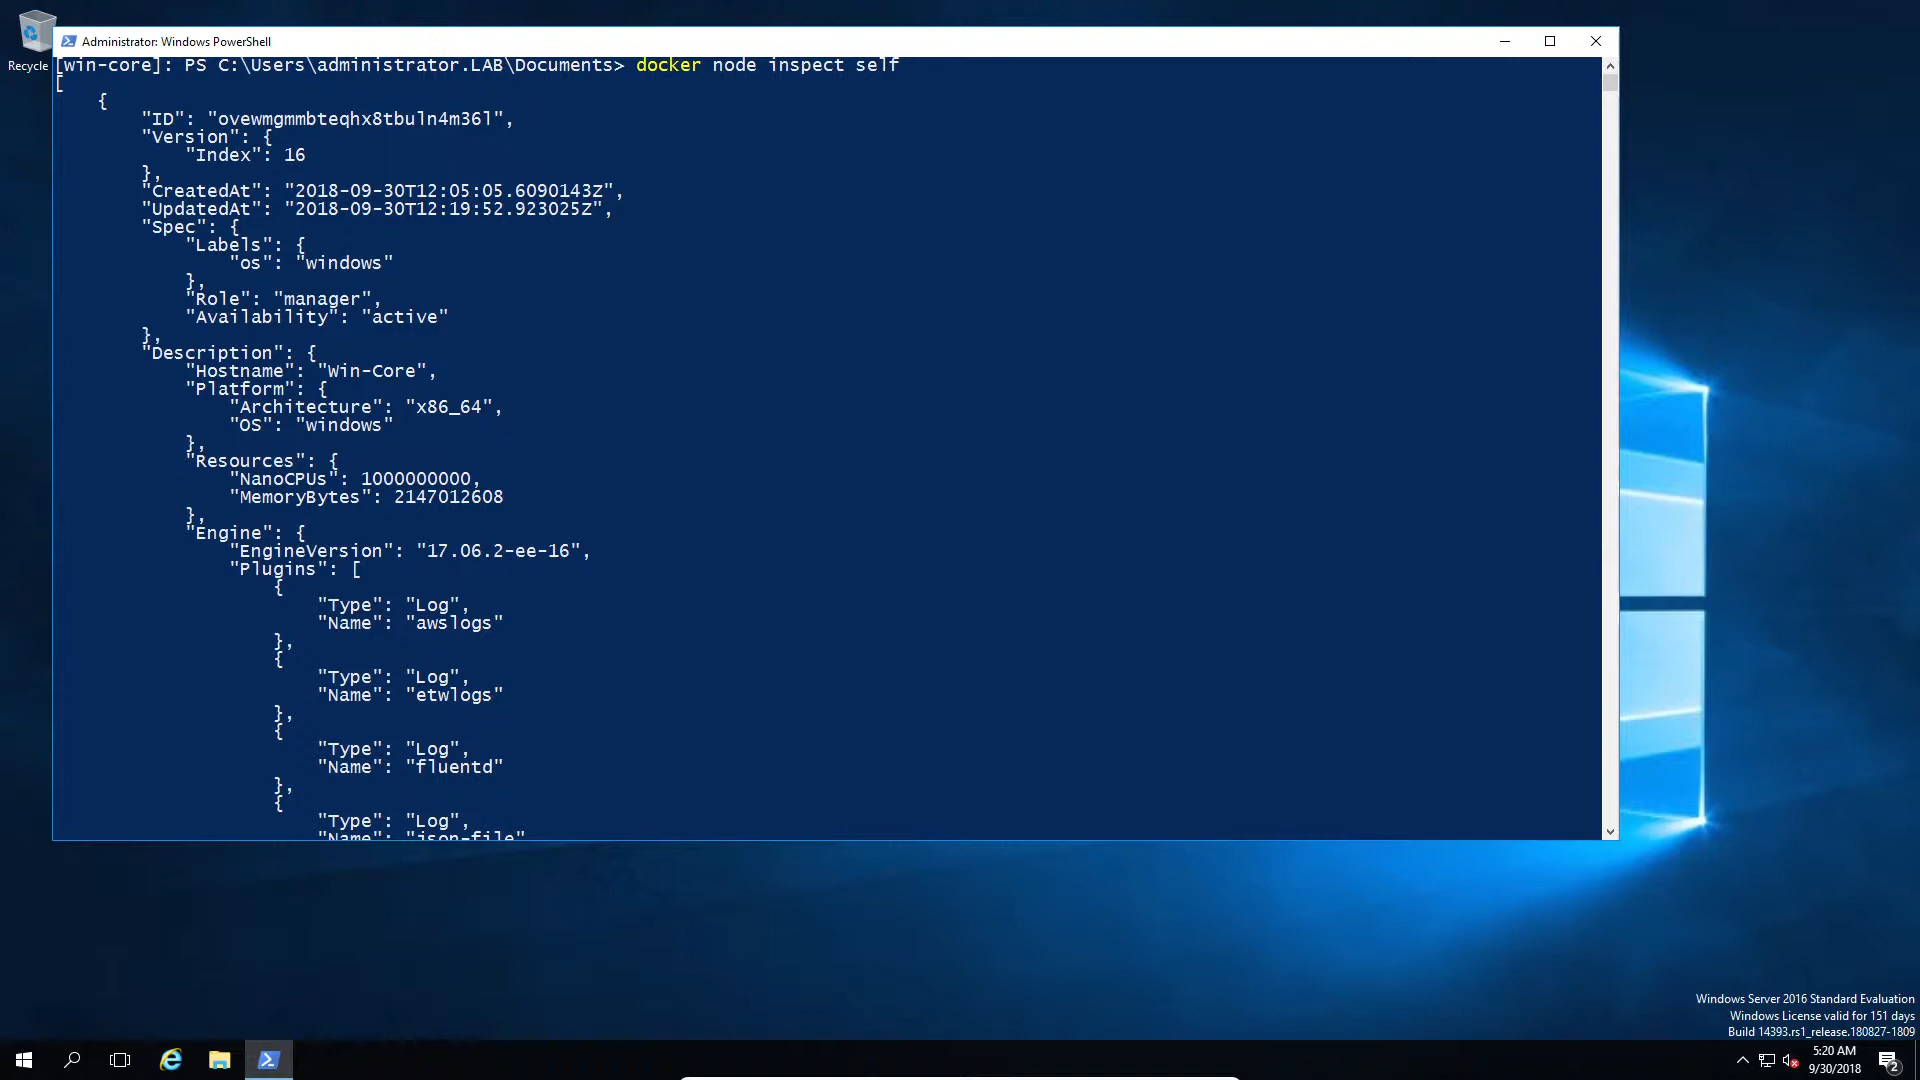 Recycle
Administrator: Windows PowerShell
[win-core]: PS C:\Users\administrator.LAB\Documents> docker node inspect self
[
    {
        "ID": "ovewmgmmbteqhx8tbuln4m36l",
        "Version": {
            "Index": 16
        },
        "CreatedAt": "2018-09-30T12:05:05.6090143Z",
        "UpdatedAt": "2018-09-30T12:19:52.923025Z",
        "Spec": {
            "Labels": {
                "os": "windows"
            },
            "Role": "manager",
            "Availability": "active"
        },
        "Description": {
            "Hostname": "Win-Core",
            "Platform": {
                "Architecture": "x86_64",
                "OS": "windows"
            },
            "Resources": {
                "NanoCPUs": 1000000000,
                "MemoryBytes": 2147012608
            },
            "Engine": {
                "EngineVersion": "17.06.2-ee-16",
                "Plugins": [
                    {
                        "Type": "Log",
                        "Name": "awslogs"
                    },
                    {
                        "Type": "Log",
                        "Name": "etwlogs"
                    },
                    {
                        "Type": "Log",
                        "Name": "fluentd"
                    },
                    {
                        "Type": "Log",
                        "Name": "json-file"
Windows Server 2016 Standard Evaluation
Windows License valid for 151 days
Build 14393.rs1_release.180827-1809
5:20 AM
9/30/2018
2